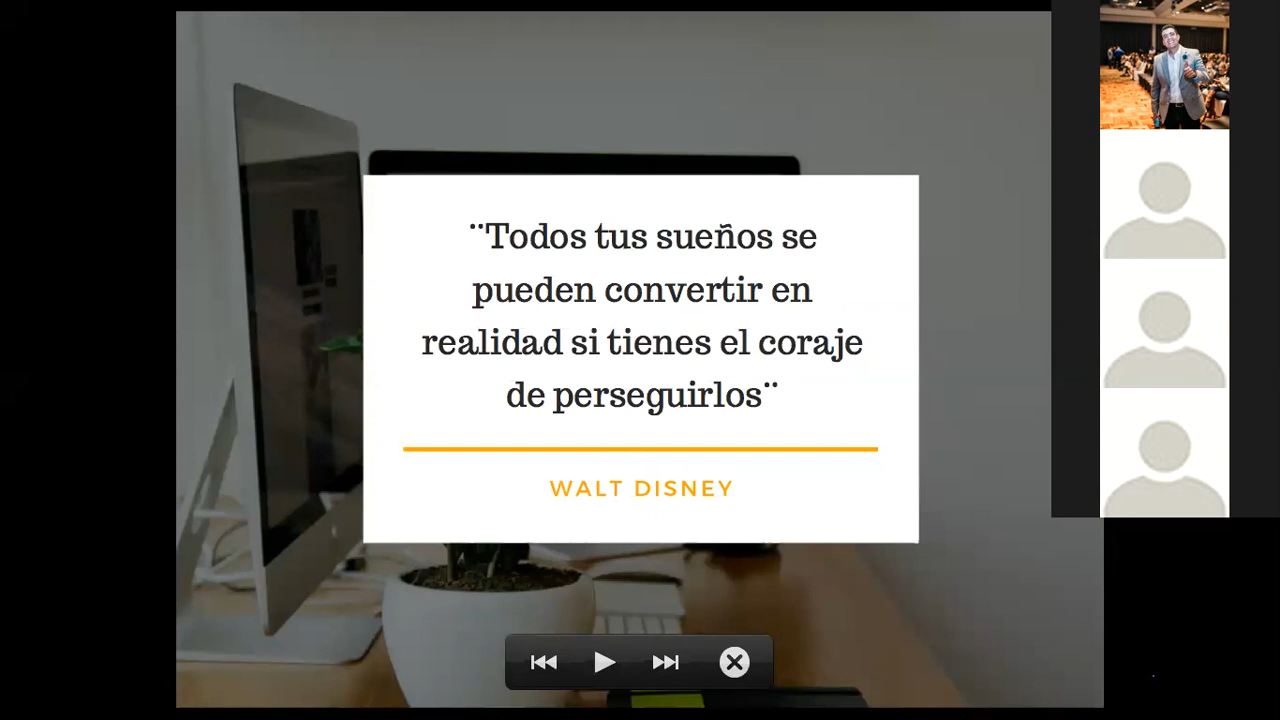 ¨Todos tus sueños se
pueden convertir en
realidad si tienes el coraje
de perseguirlos¨
WALT DISNEY